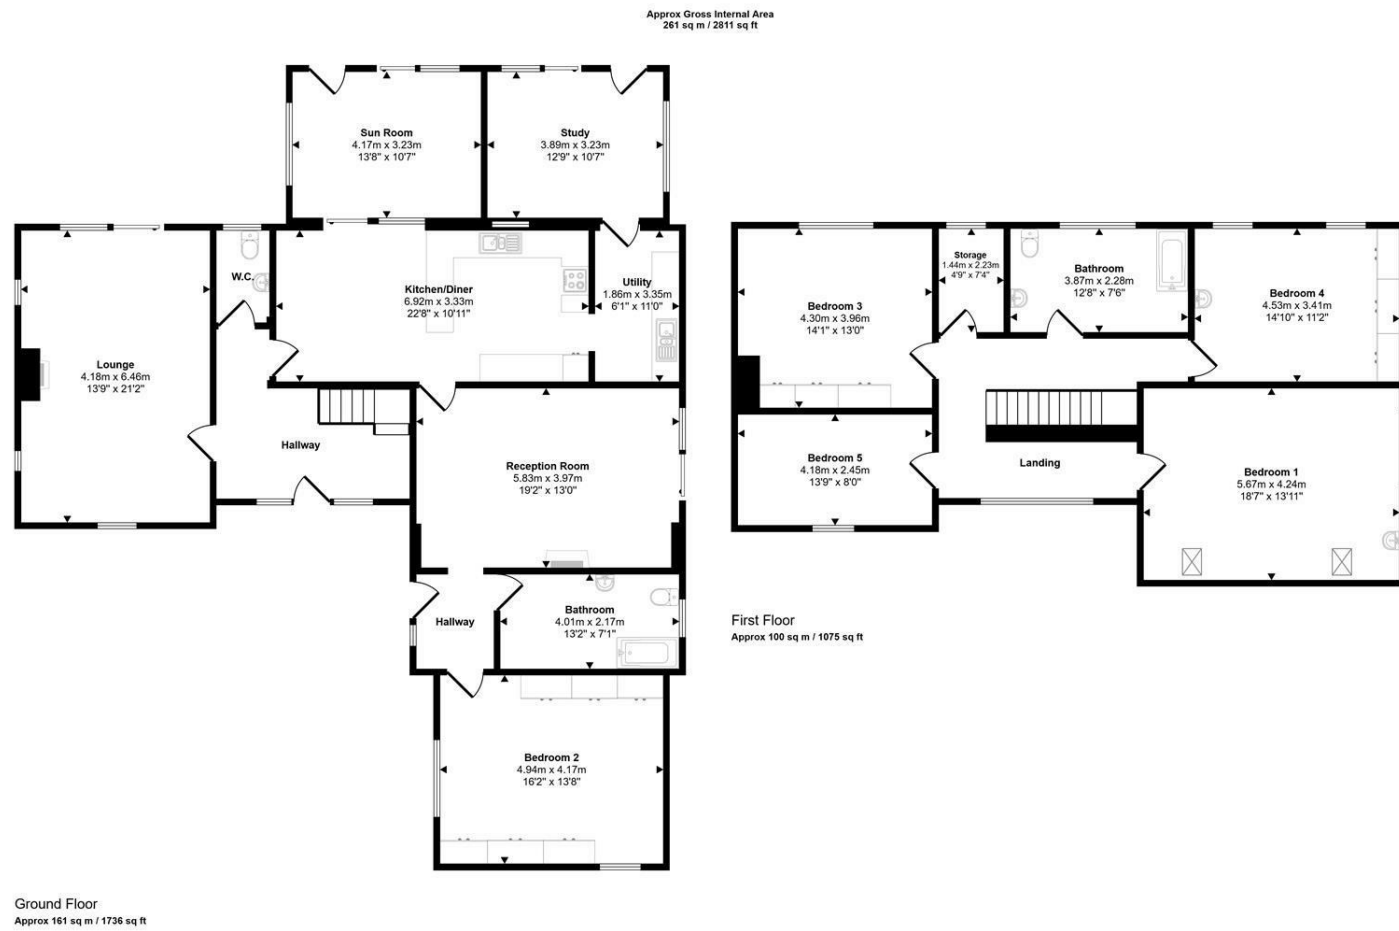 Approx Gross Internal Area
261 sq m / 2811 sq ft
Sun Room
4.17m x 3.23m
13'8" x 10'7"
Study
3.89m x 3.23m
12'9" x 10'7"
W.C.
Kitchen/Diner
6.92m x 3.33m
22'8" x 10'11"
Utility
1.86m x 3.35m
6'1" x 11'0"
Lounge
4.18m x 6.46m
13'9" x 21'2"
Hallway
Reception Room
5.83m x 3.97m
19'2" x 13'0"
Hallway
Bathroom
4.01m x 2.17m
13'2" x 7'1"
Bedroom 2
4.94m x 4.17m
16'2" x 13'8"
Ground Floor
Approx 161 sq m / 1736 sq ft
Storage
1.44m x 2.23m
4'9" x 7'4"
Bathroom
3.87m x 2.28m
12'8" x 7'6"
Bedroom 3
4.30m x 3.96m
14'1" x 13'0"
Bedroom 4
4.53m x 3.41m
14'10" x 11'2"
Bedroom 5
4.18m x 2.45m
13'9" x 8'0"
Landing
Bedroom 1
5.67m x 4.24m
18'7" x 13'11"
First Floor
Approx 100 sq m / 1075 sq ft